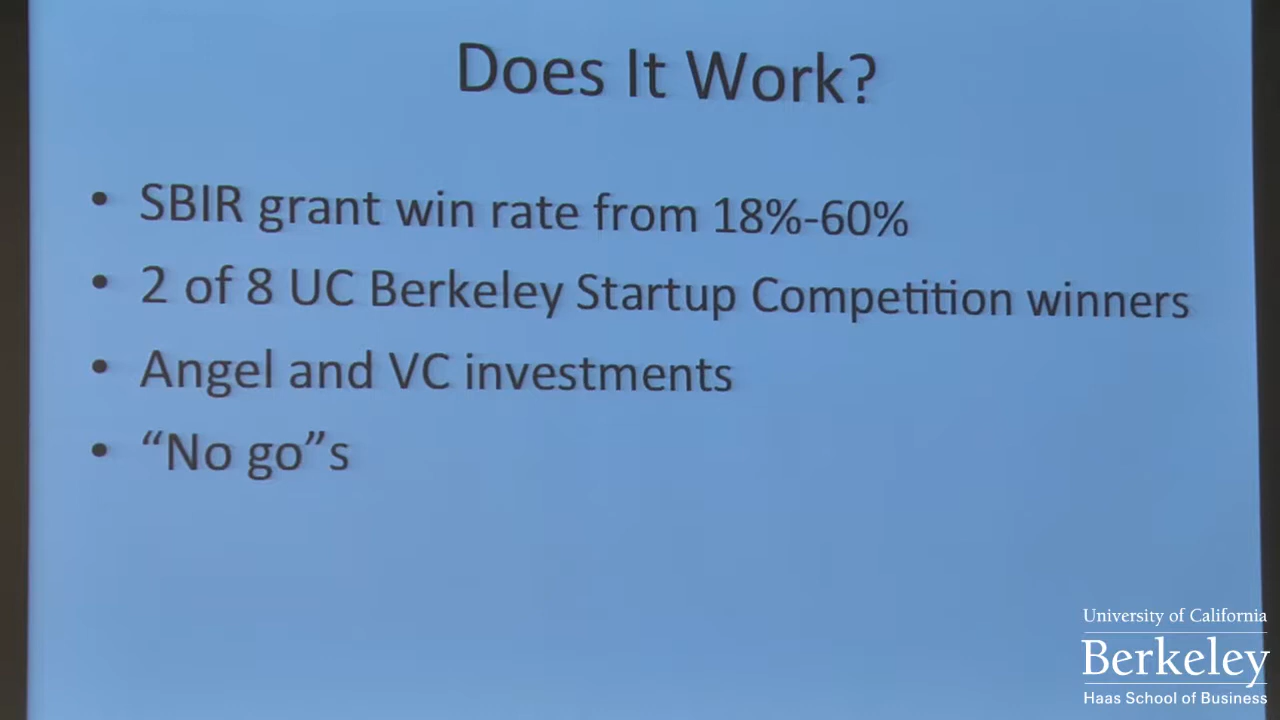 Does It Work?
• SBIR grant win rate from 18%-60%
• 2 of 8 UC Berkeley Startup Competition winners
• Angel and VC investments
• “No go”s
University of California
Berkeley
Haas School of Business